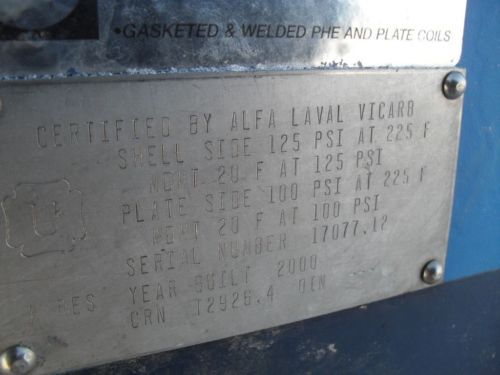 •GASKETED & WELDED PHE AND PLATE COILS
CERTIFIED BY ALFA LAVAL VICARB
SHELL SIDE 125 PSI AT 225 F
MDMT 20 F AT 125 PSI
PLATE SIDE 100 PSI AT 225 F
MDMT 20 F AT 100 PSI
SERIAL NUMBER 17077.12
YEAR BUILT 2000
RES
CRN T2926.4